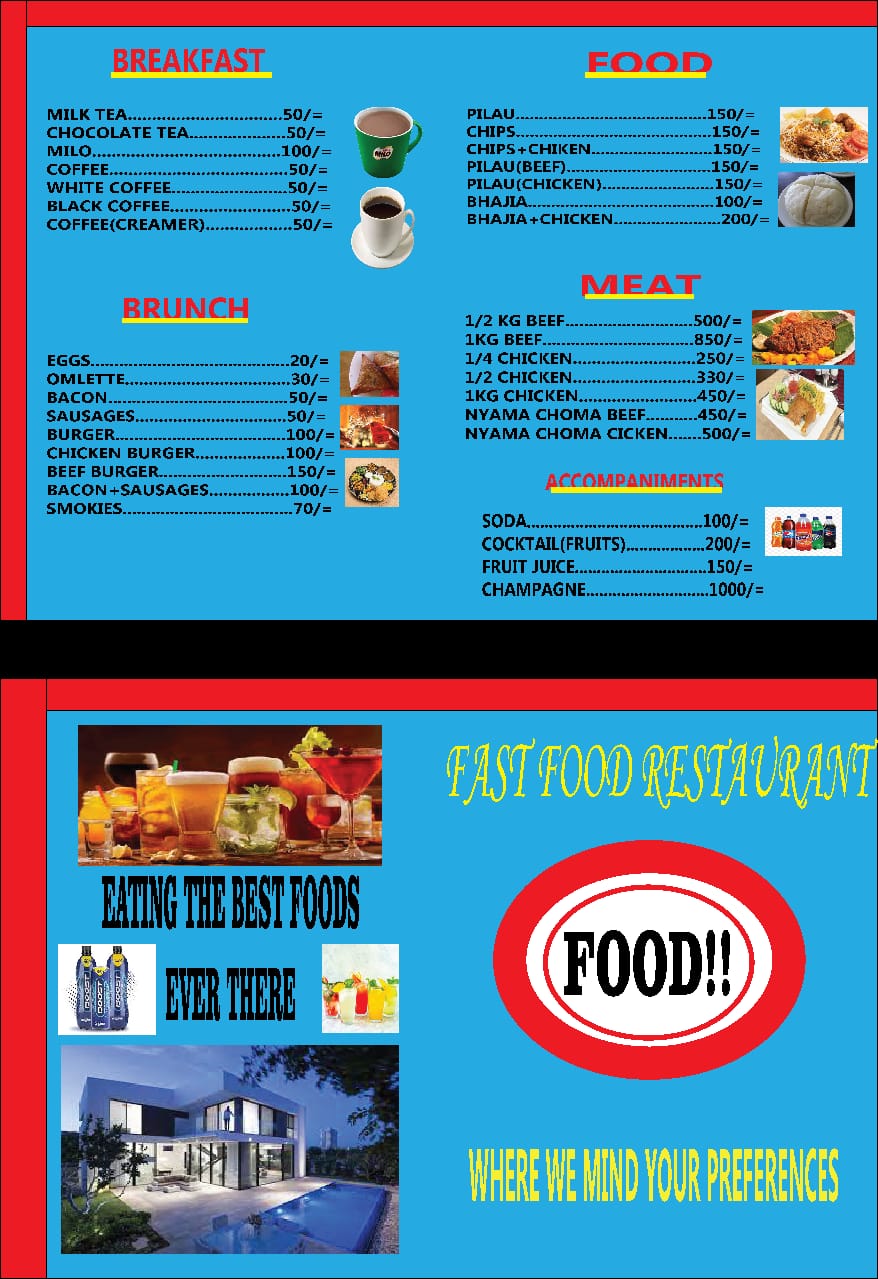 BREAKFAST
MILK TEA................................50/=
CHOCOLATE TEA....................50/=
MILO.......................................100/=
COFFEE.....................................50/=
WHITE COFFEE........................50/=
BLACK COFFEE.........................50/=
COFFEE(CREAMER)..................50/=
BRUNCH
EGGS.........................................20/=
OMLETTE..................................30/=
BACON.....................................50/=
SAUSAGES...............................50/=
BURGER...................................100/=
CHICKEN BURGER...................100/=
BEEF BURGER..........................150/=
BACON+SAUSAGES.................100/=
SMOKIES...................................70/=
FOOD
PILAU........................................150/=
CHIPS.........................................150/=
CHIPS+CHIKEN.........................150/=
PILAU(BEEF)..............................150/=
PILAU(CHICKEN).......................150/=
BHAJIA.......................................100/=
BHAJIA+CHICKEN......................200/=
MEAT
1/2 KG BEEF...........................500/=
1KG BEEF................................850/=
1/4 CHICKEN..........................250/=
1/2 CHICKEN..........................330/=
1KG CHICKEN.........................450/=
NYAMA CHOMA BEEF...........450/=
NYAMA CHOMA CICKEN.......500/=
ACCOMPANIMENTS
SODA........................................100/=
COCKTAIL(FRUITS)..................200/=
FRUIT JUICE..............................150/=
CHAMPAGNE............................1000/=
MILO
FAST FOOD RESTAURANT
EATING THE BEST FOODS
EVER THERE
BOOST
BOOST
BOOST
FOOD!!
WHERE WE MIND YOUR PREFERENCES